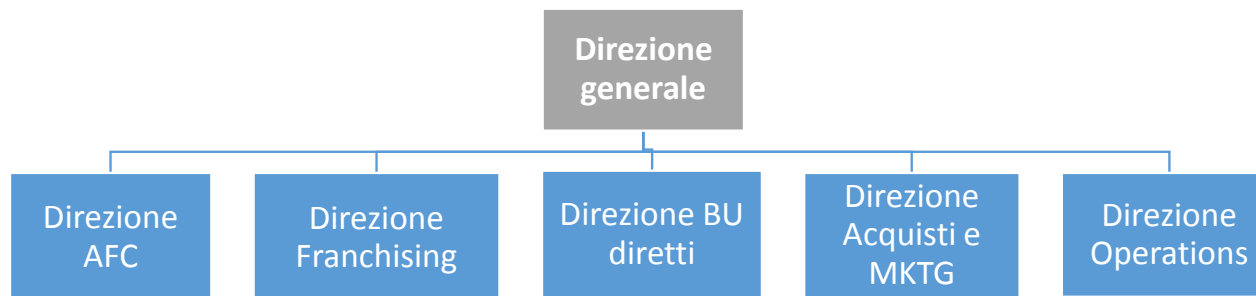 Direzione
generale
Direzione
AFC
Direzione
Franchising
Direzione BU
diretti
Direzione
Acquisti e
MKTG
Direzione
Operations